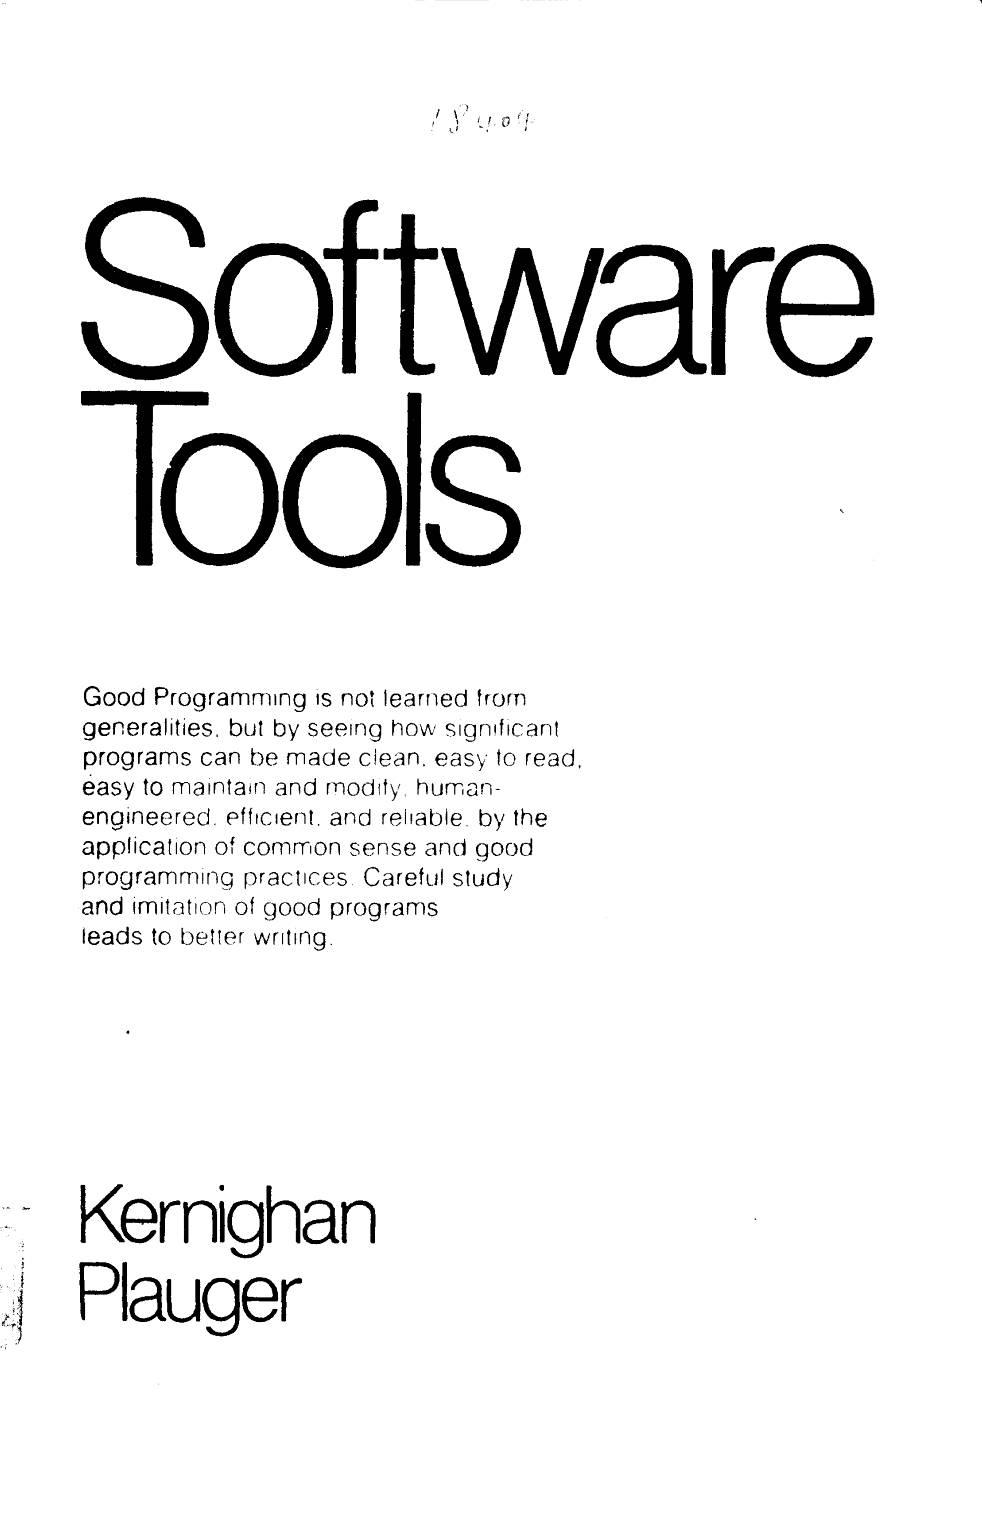 18409
Software
Tools
Good Programming is not learned from
generalities, but by seeing how significant
programs can be made clean, easy to read,
easy to maintain and modify, human-
engineered, efficient, and reliable, by the
application of common sense and good
programming practices. Careful study
and imitation of good programs
leads to better writing.
Kernighan
Plauger